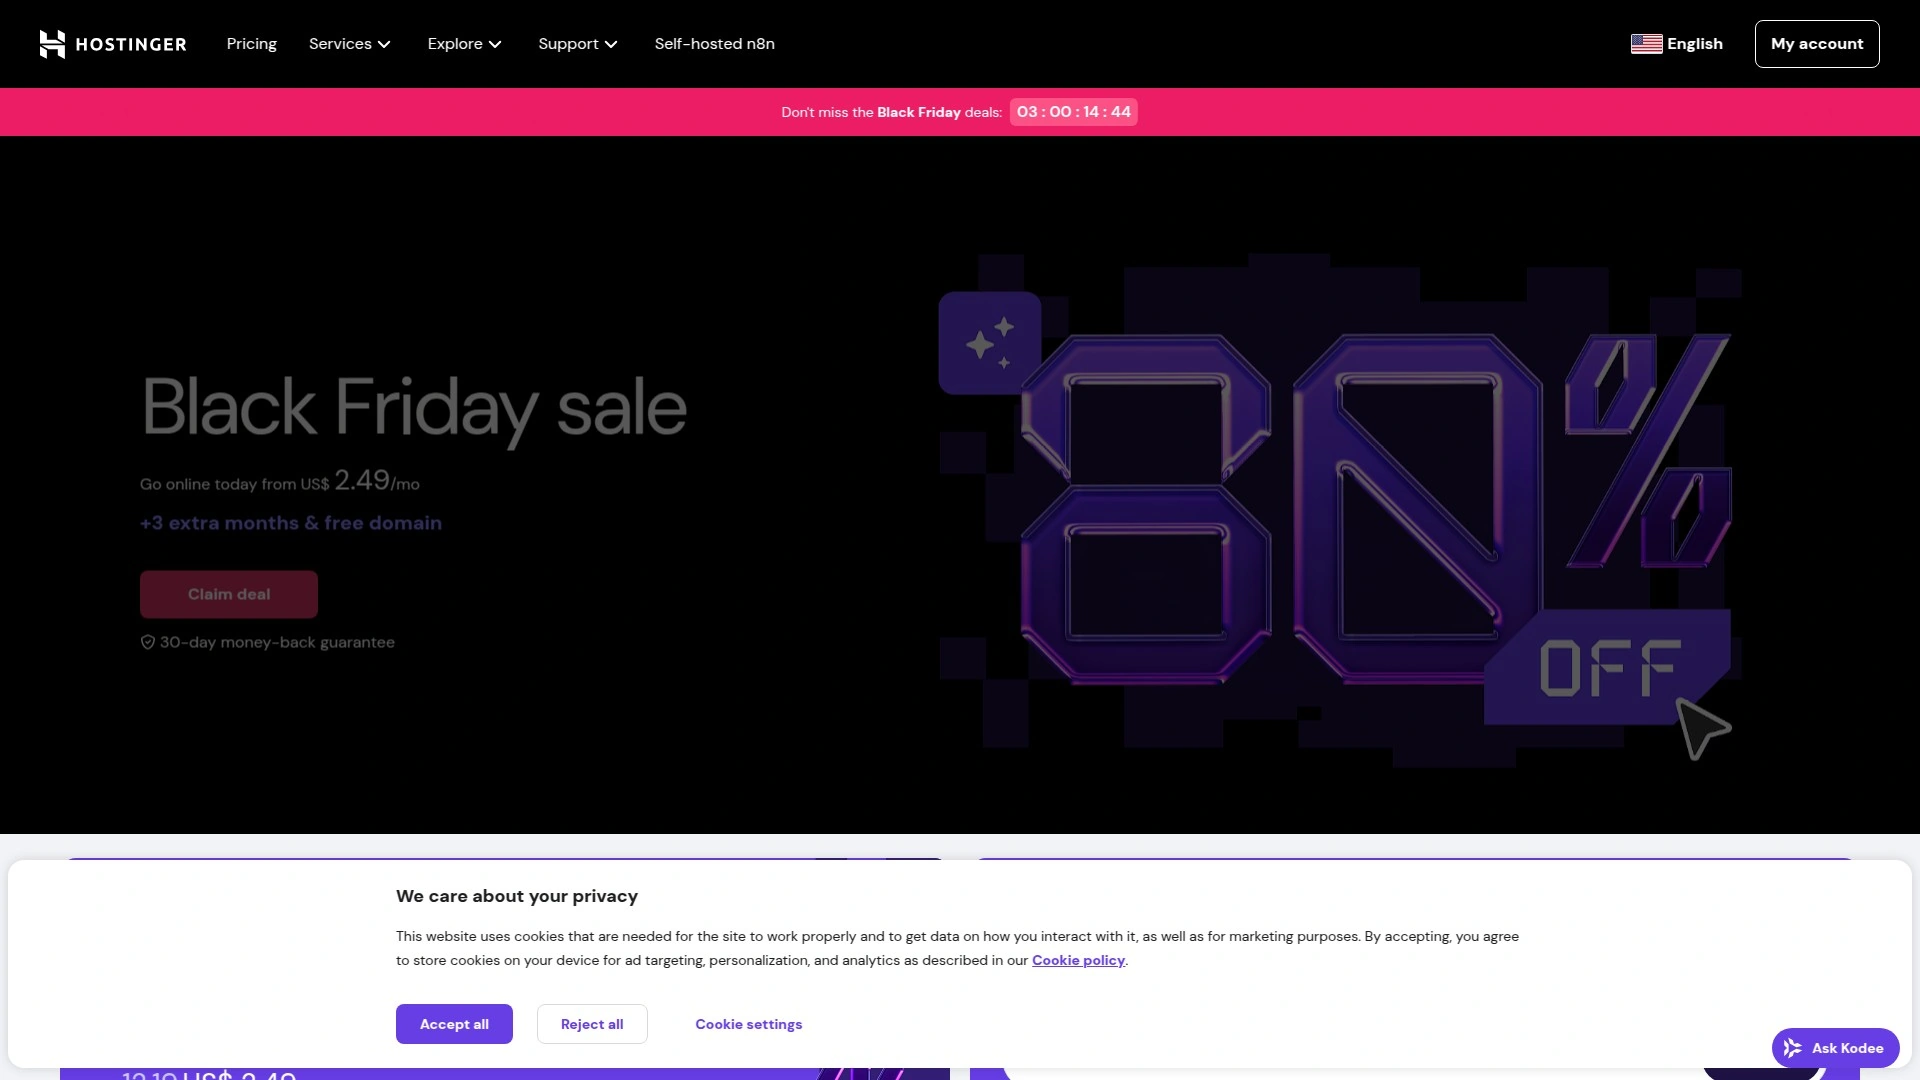 HOSTINGER
Pricing
Services
Explore
Support
Self-hosted n8n
English
My account
Don't miss the Black Friday deals: 03 : 00 : 14 : 44
Black Friday sale
Go online today from US$ 2.49/mo
+3 extra months & free domain
Claim deal
30-day money-back guarantee
80%
OFF
We care about your privacy
This website uses cookies that are needed for the site to work properly and to get data on how you interact with it, as well as for marketing purposes. By accepting, you agree
to store cookies on your device for ad targeting, personalization, and analytics as described in our Cookie policy.
Accept all
Reject all
Cookie settings
Ask Kodee
12.19 US$ 2.49